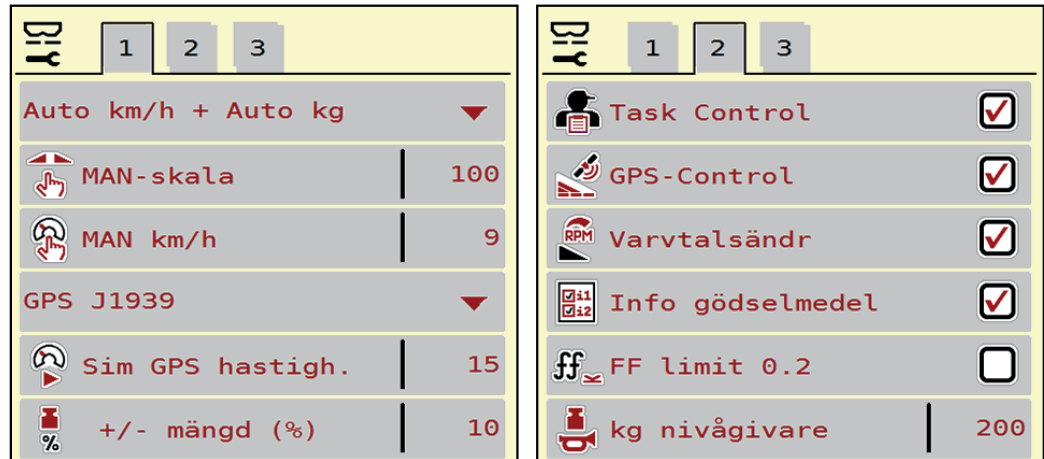 1 2 3
Auto km/h + Auto kg
MAN-skala 100
MAN km/h 9
GPS J1939
Sim GPS hastigh. 15
% +/- mängd (%) 10
1 2 3
Task Control
GPS-Control
RPM Varvtalsändr
i1
i2
Info gödselmedel
ff FF limit 0.2
kg nivågivare 200